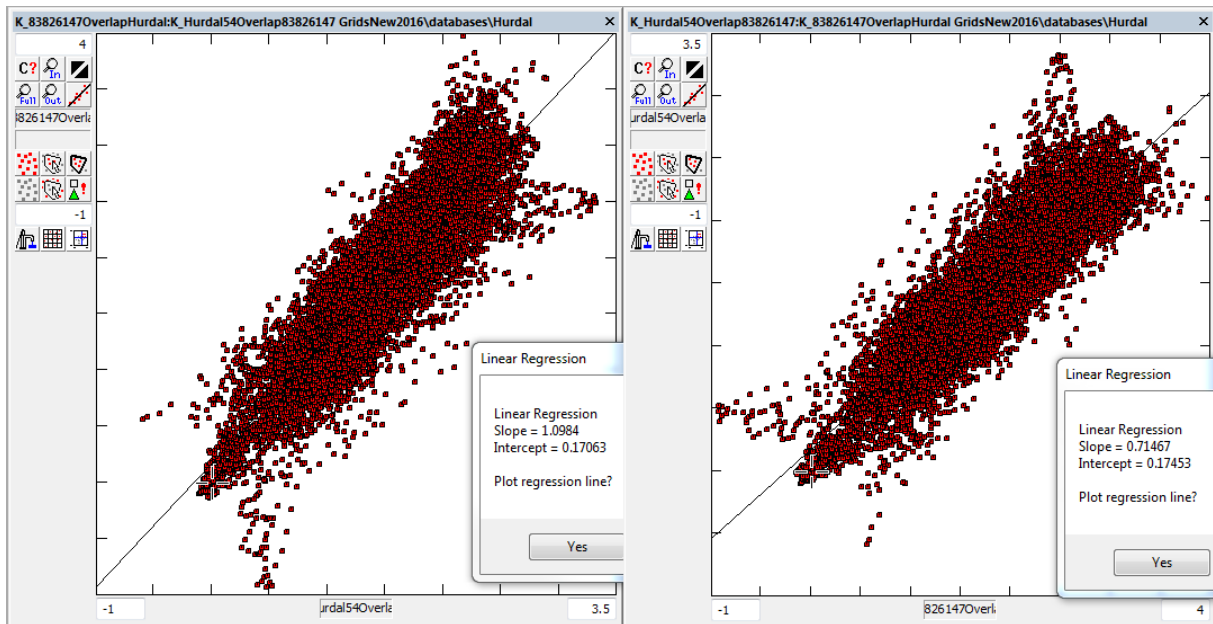 K_83826147OverlapHurdal:K_Hurdal54Overlap83826147 GridsNew2016\databases\Hurdal
4
C?
In
Full
Out
3826147Overla
-1
Linear Regression
Linear Regression
Slope = 1.0984
Intercept = 0.17063
Plot regression line?
Yes
-1
urdal54Overla
3.5
K_Hurdal54Overlap83826147:K_83826147OverlapHurdal GridsNew2016\databases\Hurdal
3.5
C?
In
Full
Out
urdal54Overla
-1
Linear Regression
Linear Regression
Slope = 0.71467
Intercept = 0.17453
Plot regression line?
Yes
-1
826147Overla
4